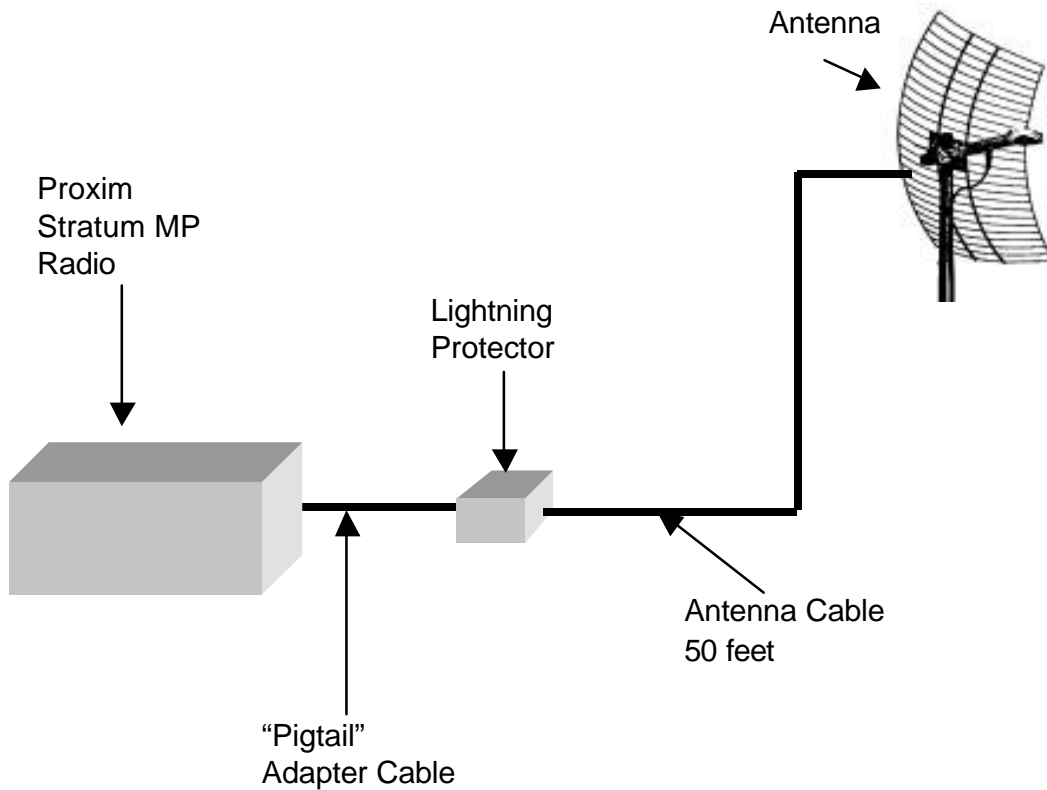 Antenna
Proxim
Stratum MP
Radio
Lightning
Protector
Antenna Cable
50 feet
“Pigtail”
Adapter Cable